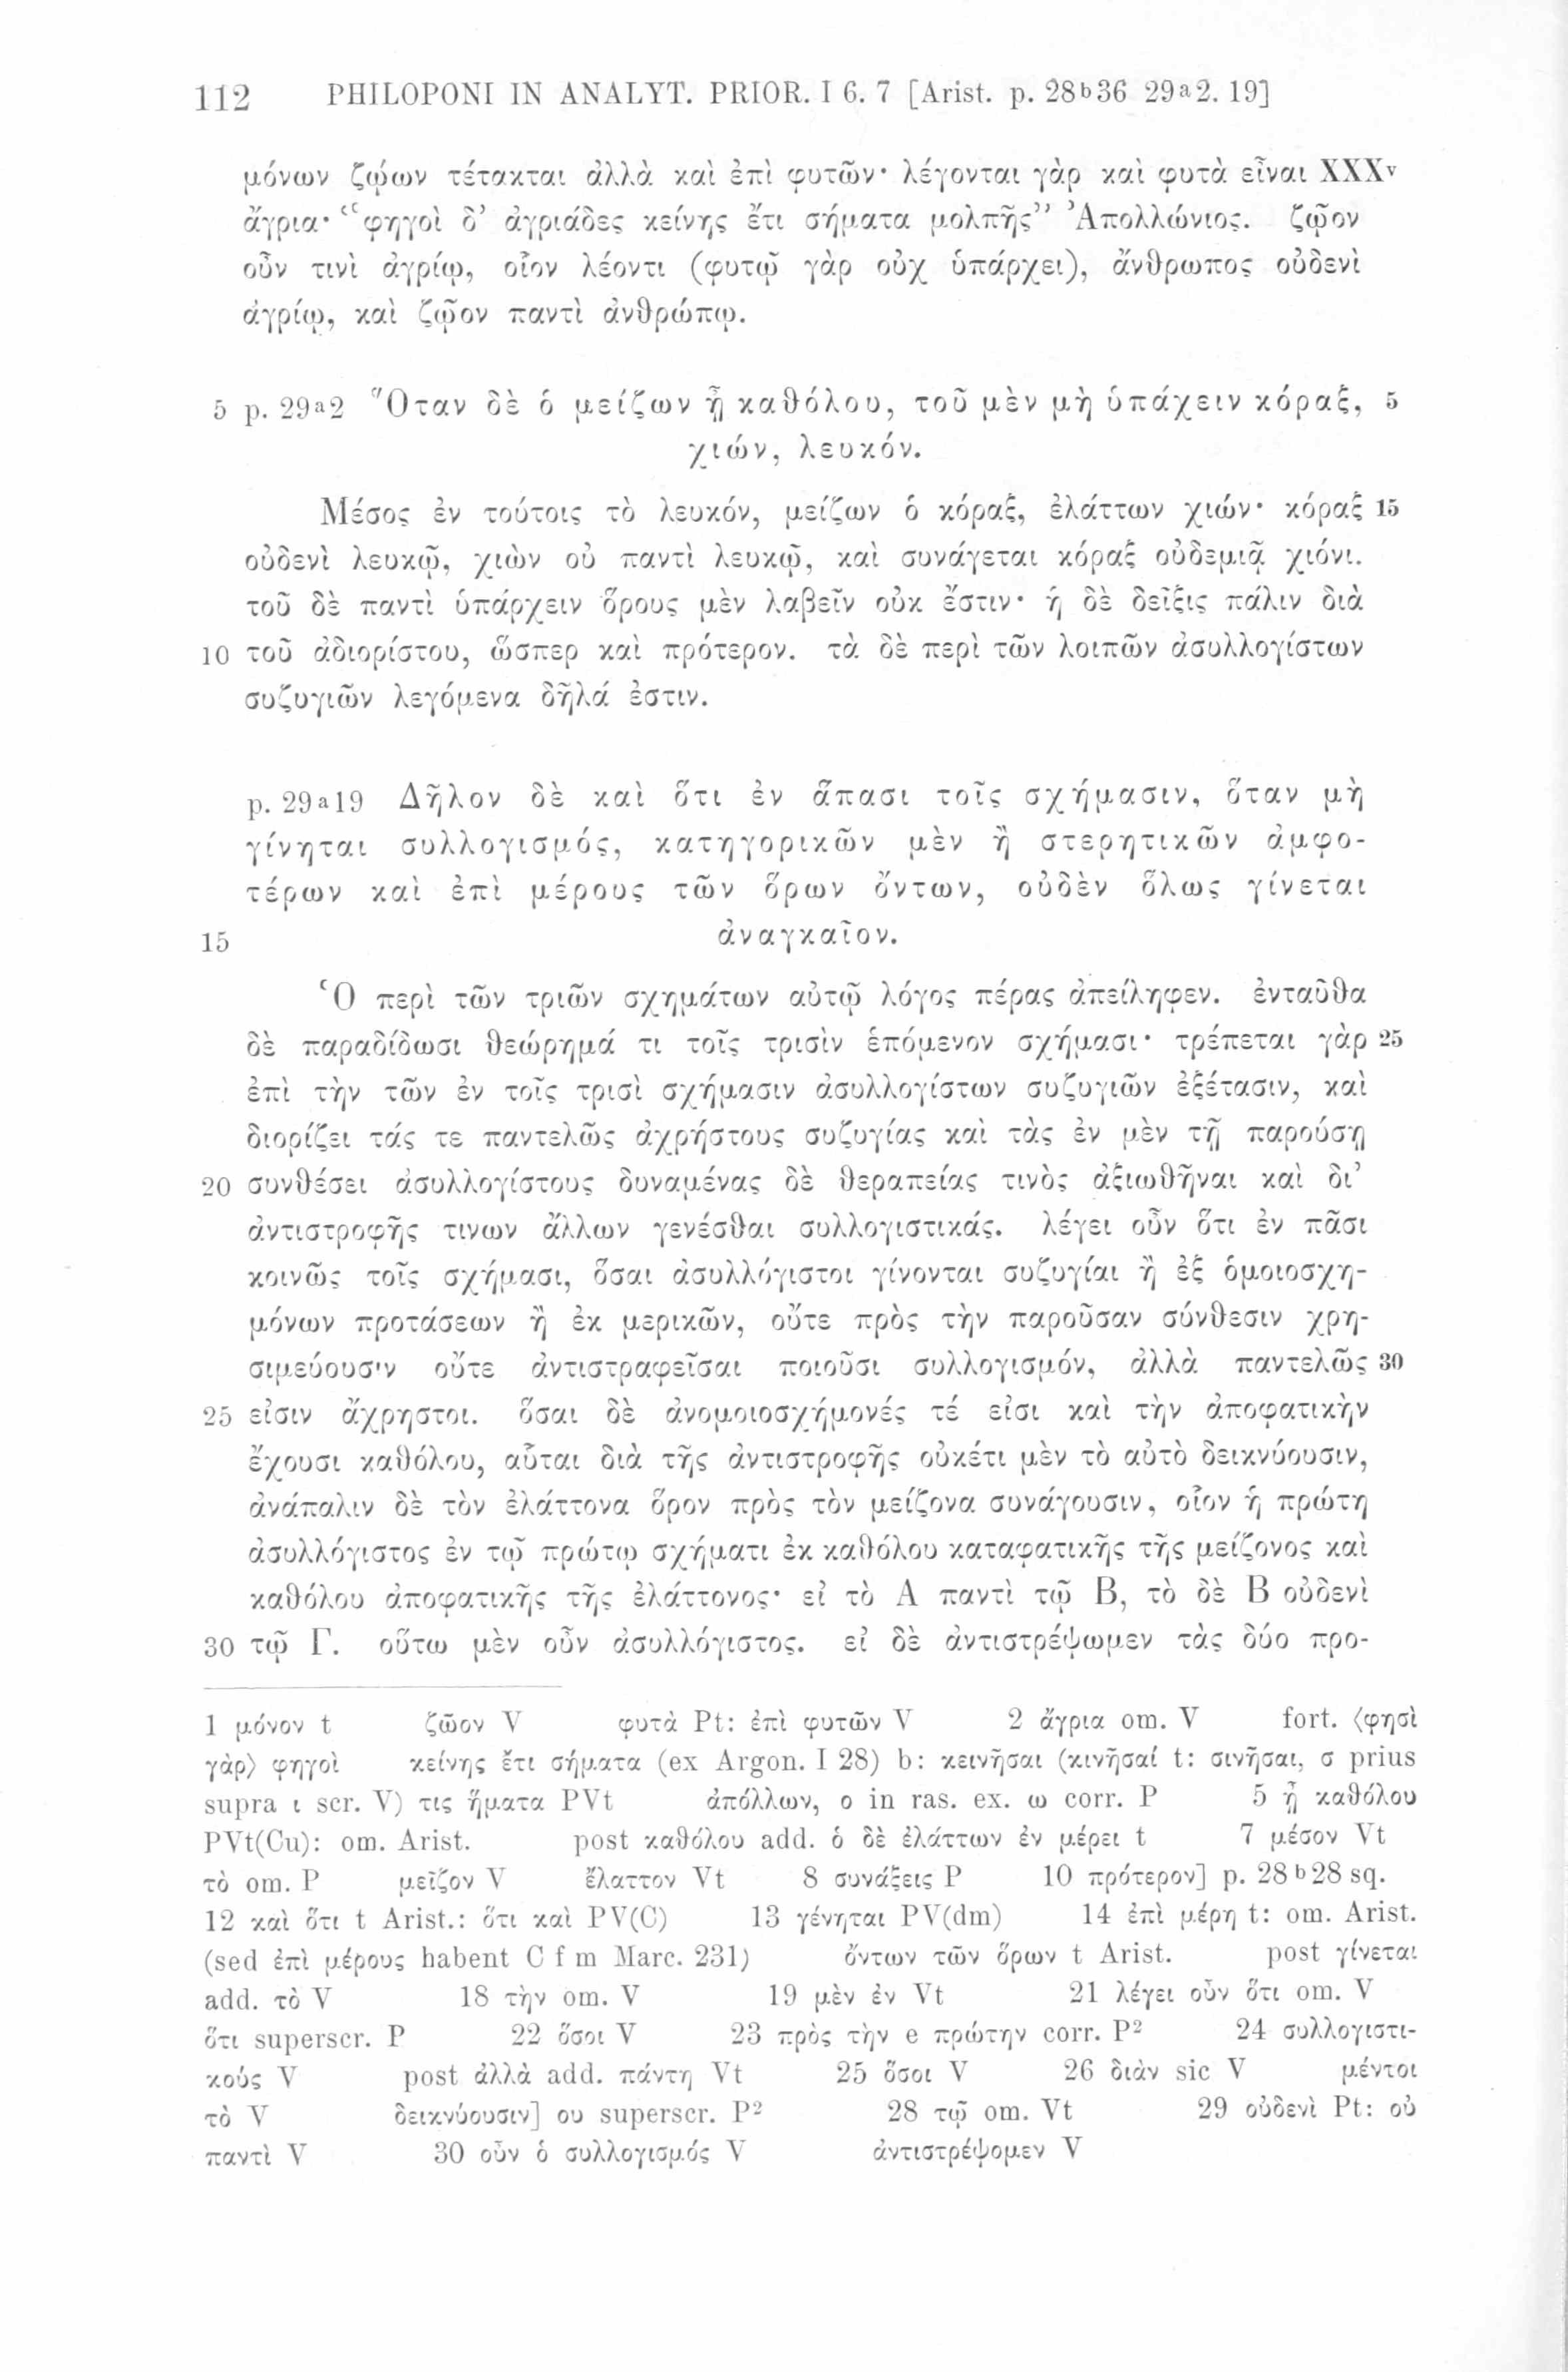 112 PHILOPONI IN ANALYT. PRIOR. I 6. 7 [Arist. p. 28b36 29a2. 19]
μόνων ζῴων τέτακται ἀλλὰ καὶ ἐπὶ φυτῶν· λέγονται γὰρ καὶ φυτὰ εἶναι XXXv
ἄγρια· “φηγοὶ δ’ ἀγριάδες κείνης ἔτι σήματα μολπῆς” Ἀπολλώνιος. ζῷον
οὖν τινὶ ἀγρίῳ, οἷον λέοντι (φυτῷ γὰρ οὐχ ὑπάρχει), ἄνθρωπος οὐδενὶ
ἀγρίῳ, καὶ ζῷον παντὶ ἀνθρώπῳ.
5 p. 29a2 Ὅταν δὲ ὁ μείζων ᾖ καθόλου, τοῦ μὲν μὴ ὑπάχειν κόραξ, 5
χιών, λευκόν.
Μέσος ἐν τούτοις τὸ λευκόν, μείζων ὁ κόραξ, ἐλάττων χιών· κόραξ 15
οὐδενὶ λευκῷ, χιὼν οὐ παντὶ λευκῷ, καὶ συνάγεται κόραξ οὐδεμιᾷ χιόνι.
τοῦ δὲ παντὶ ὑπάρχειν ὅρους μὲν λαβεῖν οὐκ ἔστιν· ἡ δὲ δεῖξις πάλιν διὰ
10 τοῦ ἀδιορίστου, ὥσπερ καὶ πρότερον. τὰ δὲ περὶ τῶν λοιπῶν ἀσυλλογίστων
συζυγιῶν λεγόμενα δῆλά ἐστιν.
p. 29a19 Δῆλον δὲ καὶ ὅτι ἐν ἅπασι τοῖς σχήμασιν, ὅταν μὴ
γίνηται συλλογισμός, κατηγορικῶν μὲν ἢ στερητικῶν ἀμφο-
τέρων καὶ ἐπὶ μέρους τῶν ὅρων ὄντων, οὐδὲν ὅλως γίνεται
15 ἀναγκαῖον.
Ὁ περὶ τῶν τριῶν σχημάτων αὐτῷ λόγος πέρας ἀπείληφεν. ἐνταῦθα
δὲ παραδίδωσι θεώρημά τι τοῖς τρισὶν ἑπόμενον σχήμασι· τρέπεται γὰρ 25
ἐπὶ τὴν τῶν ἐν τοῖς τρισὶ σχήμασιν ἀσυλλογίστων συζυγιῶν ἐξέτασιν, καὶ
διορίζει τάς τε παντελῶς ἀχρήστους συζυγίας καὶ τὰς ἐν μὲν τῇ παρούσῃ
20 συνθέσει ἀσυλλογίστους δυναμένας δὲ θεραπείας τινὸς ἀξιωθῆναι καὶ δι’
ἀντιστροφῆς τινων ἄλλων γενέσθαι συλλογιστικάς. λέγει οὖν ὅτι ἐν πᾶσι
κοινῶς τοῖς σχήμασι, ὅσαι ἀσυλλόγιστοι γίνονται συζυγίαι ἢ ἐξ ὁμοιοσχη-
μόνων προτάσεων ἢ ἐκ μερικῶν, οὔτε πρὸς τὴν παροῦσαν σύνθεσιν χρη-
σιμεύουσιν οὔτε ἀντιστραφεῖσαι ποιοῦσι συλλογισμόν, ἀλλὰ παντελῶς 30
25 εἰσιν ἄχρηστοι. ὅσαι δὲ ἀνομοιοσχήμονές τέ εἰσι καὶ τὴν ἀποφατικὴν
ἔχουσι καθόλου, αὗται διὰ τῆς ἀντιστροφῆς οὐκέτι μὲν τὸ αὐτὸ δεικνύουσιν,
ἀνάπαλιν δὲ τὸν ἐλάττονα ὅρον πρὸς τὸν μείζονα συνάγουσιν, οἷον ἡ πρώτη
ἀσυλλόγιστος ἐν τῷ πρώτῳ σχήματι ἐκ καθόλου καταφατικῆς τῆς μείζονος καὶ
καθόλου ἀποφατικῆς τῆς ἐλάττονος· εἰ τὸ Α παντὶ τῷ Β, τὸ δὲ Β οὐδενὶ
30 τῷ Γ. οὕτω μὲν οὖν ἀσυλλόγιστος. εἰ δὲ ἀντιστρέψωμεν τὰς δύο προ-
1 μόνον t ζῶον V φυτὰ Pt: ἐπὶ φυτῶν V 2 ἄγρια om. V fort. ⟨φησὶ
γὰρ⟩ φηγοὶ κείνης ἔτι σήματα (ex Argon. I 28) b: κεινῆσαι (κινῆσαί t: σινῆσαι, σ prius
supra ι scr. V) τις ἥματα PVt ἀπόλλων, ο in ras. ex. ω corr. P 5 ᾖ καθόλου
PVt(Cu): om. Arist. post καθόλου add. ὁ δὲ ἐλάττων ἐν μέρει t 7 μέσον Vt
τὸ om. P μεῖζον V ἔλαττον Vt 8 συνάξεις P 10 πρότερον] p. 28b28 sq.
12 καὶ ὅτι t Arist.: ὅτι καὶ PV(C) 13 γένηται PV(dm) 14 ἐπὶ μέρη t: om. Arist.
(sed ἐπὶ μέρους habent C f m Marc. 231) ὄντων τῶν ὅρων t Arist. post γίνεται
add. τὸ V 18 τὴν om. V 19 μὲν ἐν Vt 21 λέγει οὖν ὅτι om. V
ὅτι superscr. P 22 ὅσοι V 23 πρὸς τὴν e πρώτην corr. P2 24 συλλογιστι-
κούς V post ἀλλὰ add. πάντη Vt 25 ὅσοι V 26 διὰν sic V μέντοι
τὸ V δεικνύουσιν] ου superscr. P2 28 τῷ om. Vt 29 οὐδενὶ Pt: οὐ
παντὶ V 30 οὖν ὁ συλλογισμός V ἀντιστρέψομεν V